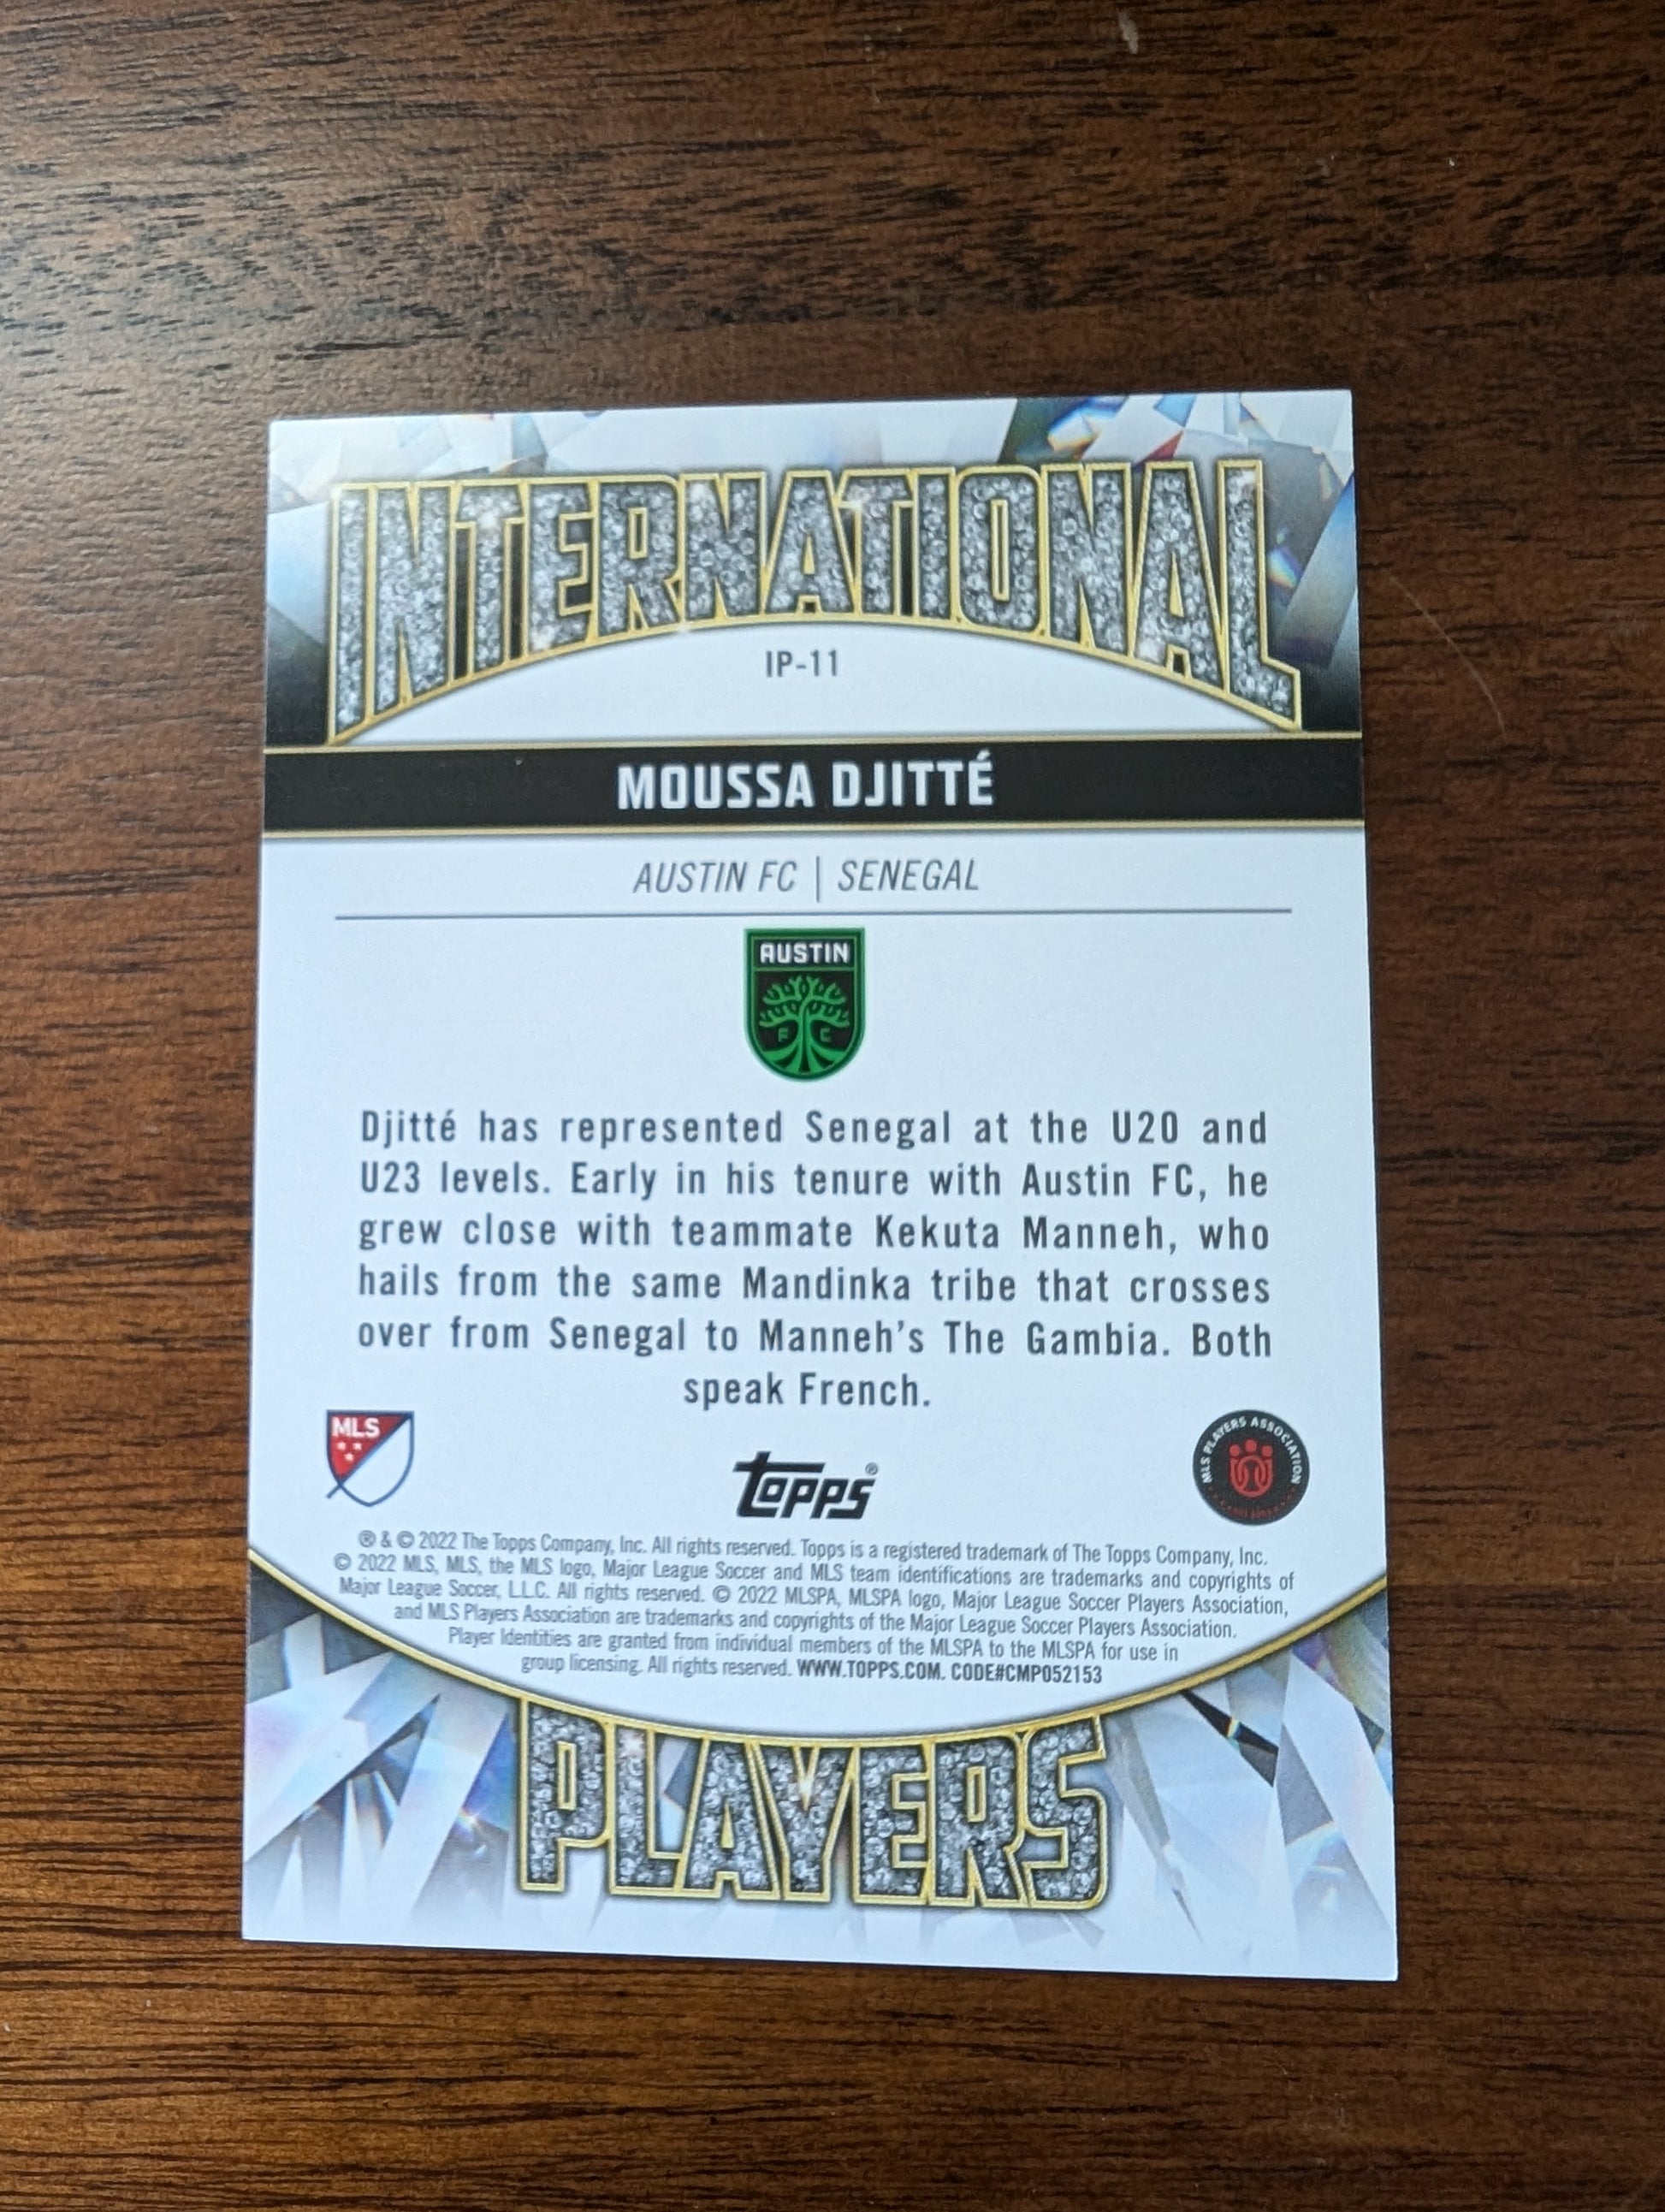 INTERNATIONAL
IP-11
MOUSSA DJITTÉ
AUSTIN FC | SENEGAL
AUSTIN
F C
Djitté has represented Senegal at the U20 and
U23 levels. Early in his tenure with Austin FC, he
grew close with teammate Kekuta Manneh, who
hails from the same Mandinka tribe that crosses
over from Senegal to Manneh's The Gambia. Both
speak French.
MLS
topps®
MLS PLAYERS ASSOCIATION
® & © 2022 The Topps Company, Inc. All rights reserved. Topps is a registered trademark of The Topps Company, Inc.
© 2022 MLS, MLS, the MLS logo, Major League Soccer and MLS team identifications are trademarks and copyrights of
Major League Soccer, L.L.C. All rights reserved. © 2022 MLSPA, MLSPA logo, Major League Soccer Players Association,
and MLS Players Association are trademarks and copyrights of the Major League Soccer Players Association.
Player Identities are granted from individual members of the MLSPA to the MLSPA for use in
group licensing. All rights reserved. WWW.TOPPS.COM. CODE#CMP052153
PLAYERS